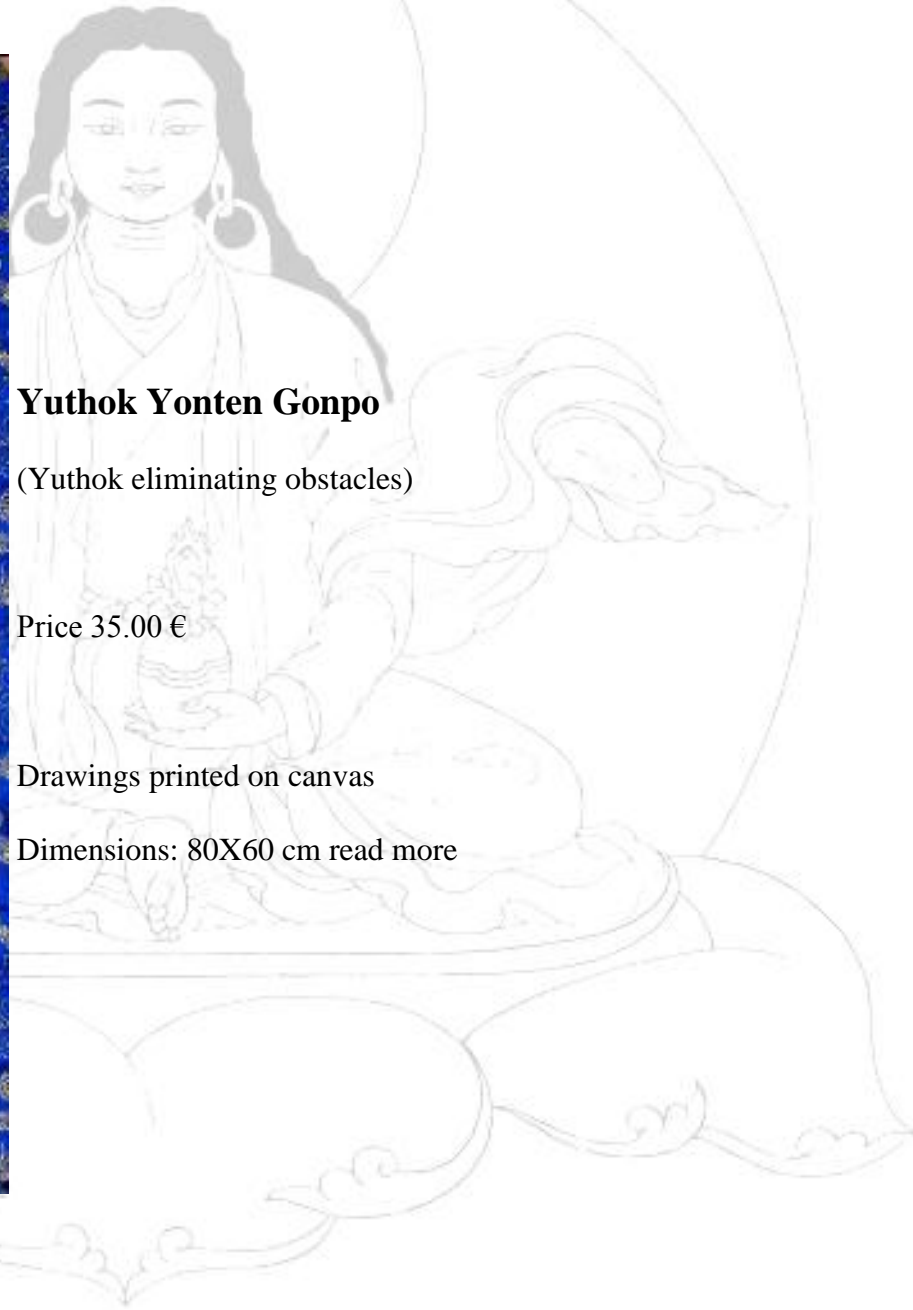 Yuthok Yonten Gonpo
(Yuthok eliminating obstacles)
Price 35.00 €
Drawings printed on canvas
Dimensions: 80X60 cm read more